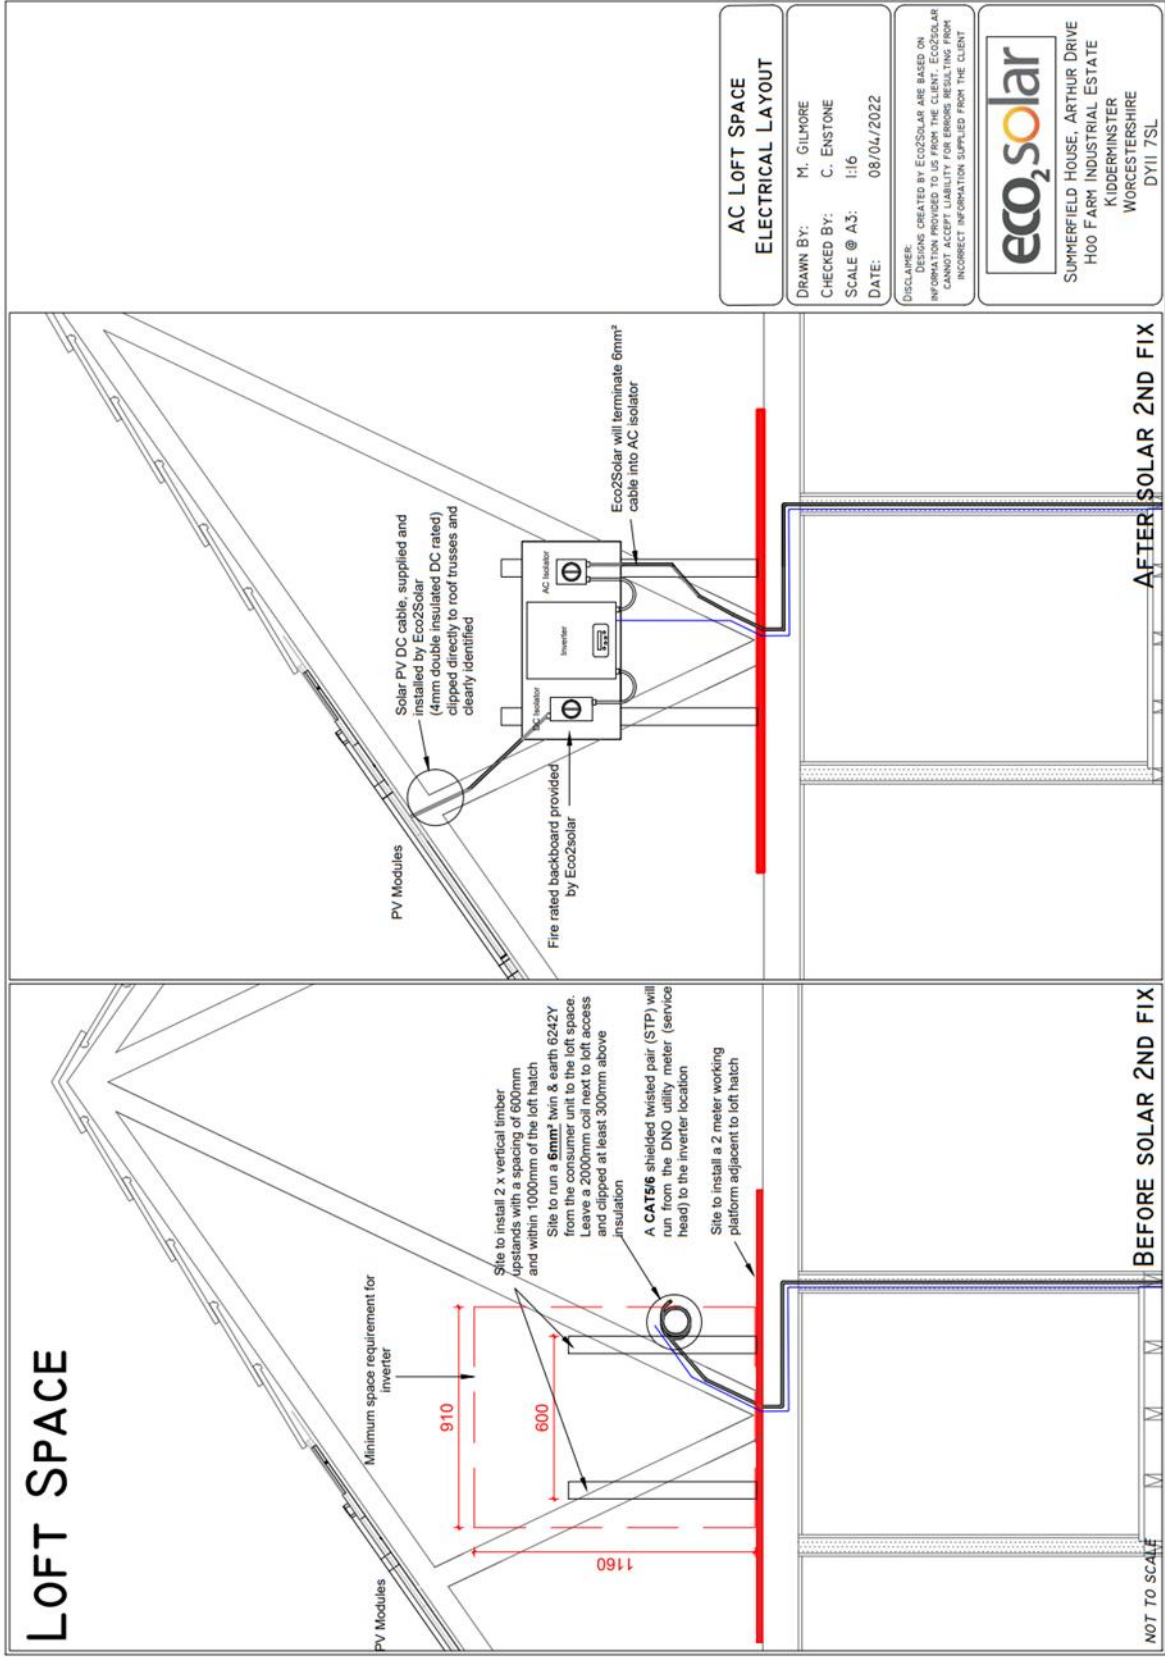 LOFT SPACE
PV Modules
Minimum space requirement for
inverter
910
600
1160
Site to install 2 x vertical timber
upstands with a spacing of 600mm
and within 1000mm of the loft hatch
Site to run a 6mm² twin & earth 6242Y
from the consumer unit to the loft space.
Leave a 2000mm coil next to loft access
and clipped at least 300mm above
insulation
A CAT5/6 shielded twisted pair (STP) will
run from the DNO utility meter (service
head) to the inverter location
Site to install a 2 meter working
platform adjacent to loft hatch
NOT TO SCALE
BEFORE SOLAR 2ND FIX
PV Modules
Solar PV DC cable, supplied and
installed by Eco2Solar
(4mm double insulated DC rated)
clipped directly to roof trusses and
clearly identified
DC Isolator
Inverter
AC Isolator
Fire rated backboard provided
by Eco2solar
Eco2Solar will terminate 6mm²
cable into AC isolator
AFTER SOLAR 2ND FIX
AC LOFT SPACE
ELECTRICAL LAYOUT
DRAWN BY: M. GILMORE
CHECKED BY: C. ENSTONE
SCALE @ A3: 1:16
DATE: 08/04/2022
DISCLAIMER:
DESIGNS CREATED BY ECO2SOLAR ARE BASED ON
INFORMATION PROVIDED TO US FROM THE CLIENT. ECO2SOLAR
CANNOT ACCEPT LIABILITY FOR ERRORS RESULTING FROM
INCORRECT INFORMATION SUPPLIED FROM THE CLIENT
eco₂solar
SUMMERFIELD HOUSE, ARTHUR DRIVE
HOO FARM INDUSTRIAL ESTATE
KIDDERMINSTER
WORCESTERSHIRE
DY11 7SL